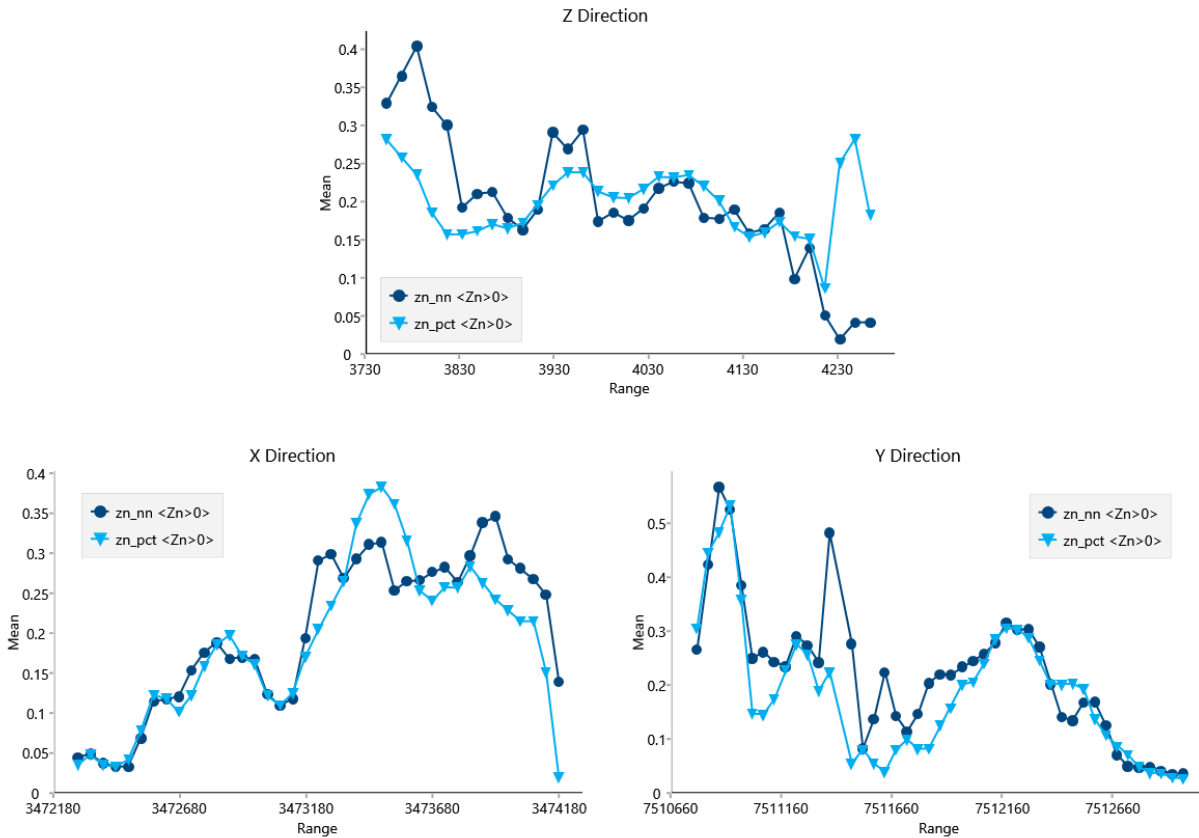 Z Direction
0.4
0.35
0.3
0.25
0.2
0.15
0.1
0.05
0
Mean
zn_nn <Zn>0>
zn_pct <Zn>0>
3730 3830 3930 4030 4130 4230
Range
X Direction
0.4
0.35
0.3
0.25
0.2
0.15
0.1
0.05
0
Mean
zn_nn <Zn>0>
zn_pct <Zn>0>
3472180 3472680 3473180 3473680 3474180
Range
Y Direction
0.5
0.4
0.3
0.2
0.1
0
Mean
zn_nn <Zn>0>
zn_pct <Zn>0>
7510660 7511160 7511660 7512160 7512660
Range